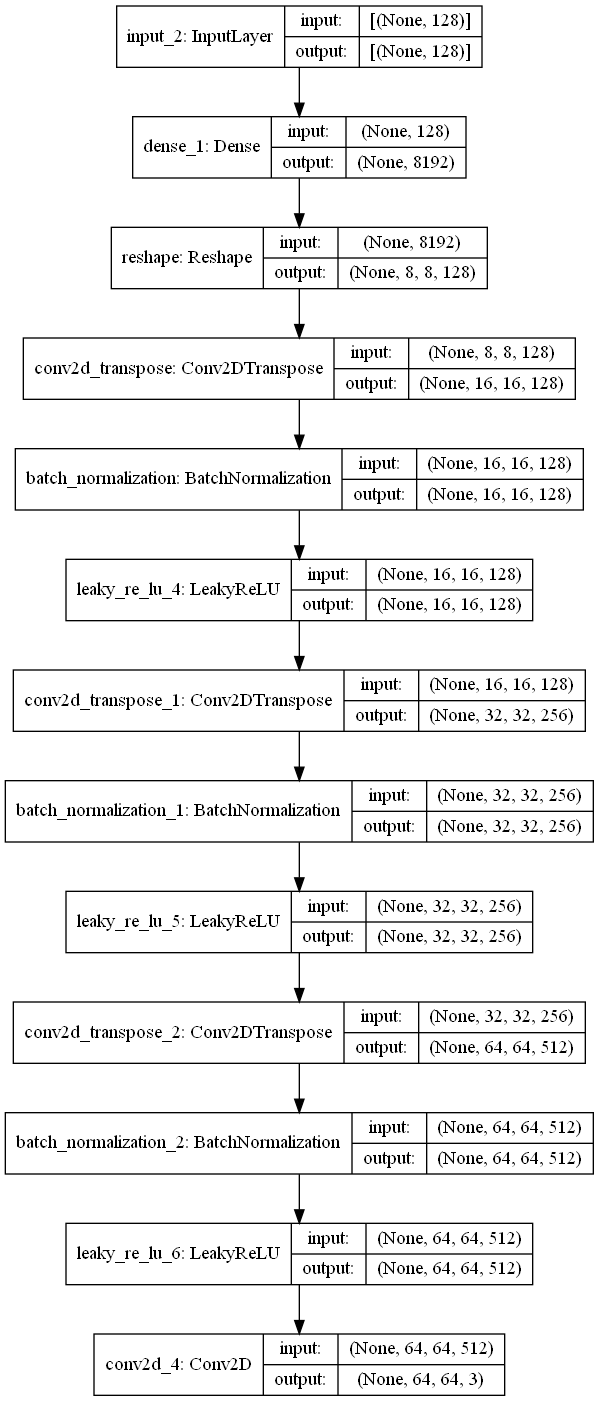 input_2: InputLayer
input: [(None, 128)]
output: [(None, 128)]
dense_1: Dense
input: (None, 128)
output: (None, 8192)
reshape: Reshape
input: (None, 8192)
output: (None, 8, 8, 128)
conv2d_transpose: Conv2DTranspose
input: (None, 8, 8, 128)
output: (None, 16, 16, 128)
batch_normalization: BatchNormalization
input: (None, 16, 16, 128)
output: (None, 16, 16, 128)
leaky_re_lu_4: LeakyReLU
input: (None, 16, 16, 128)
output: (None, 16, 16, 128)
conv2d_transpose_1: Conv2DTranspose
input: (None, 16, 16, 128)
output: (None, 32, 32, 256)
batch_normalization_1: BatchNormalization
input: (None, 32, 32, 256)
output: (None, 32, 32, 256)
leaky_re_lu_5: LeakyReLU
input: (None, 32, 32, 256)
output: (None, 32, 32, 256)
conv2d_transpose_2: Conv2DTranspose
input: (None, 32, 32, 256)
output: (None, 64, 64, 512)
batch_normalization_2: BatchNormalization
input: (None, 64, 64, 512)
output: (None, 64, 64, 512)
leaky_re_lu_6: LeakyReLU
input: (None, 64, 64, 512)
output: (None, 64, 64, 512)
conv2d_4: Conv2D
input: (None, 64, 64, 512)
output: (None, 64, 64, 3)